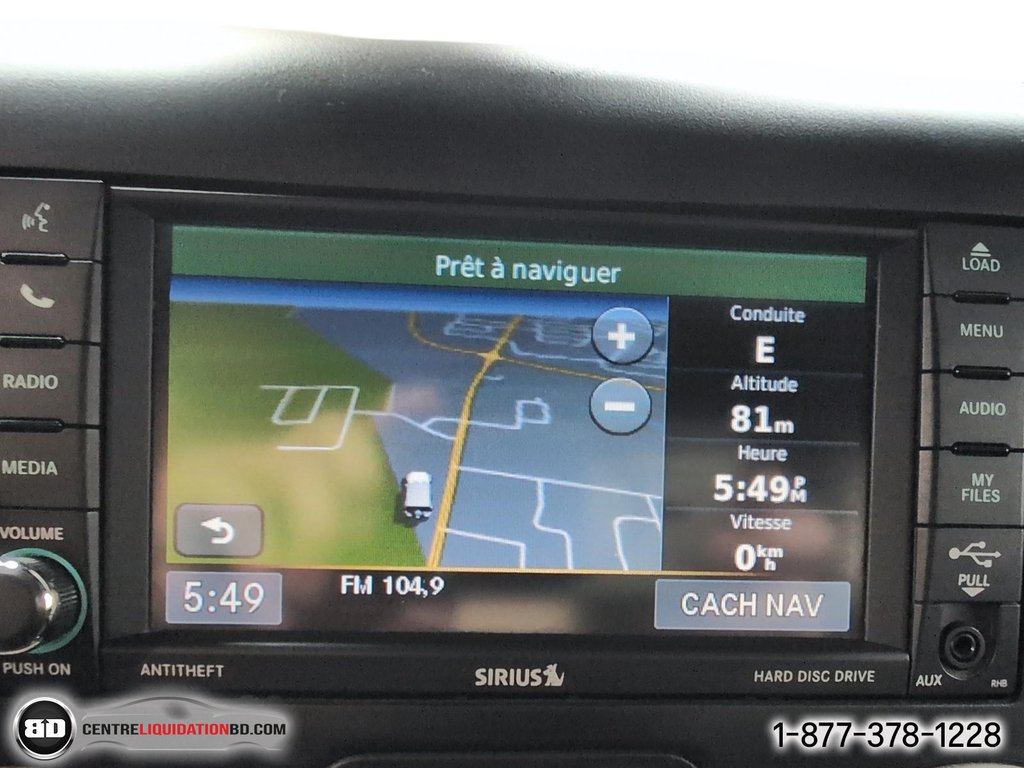 Prêt à naviguer
Conduite
E
Altitude
81m
Heure
5:49PM
Vitesse
0km/h
5:49
FM 104,9
CACH NAV
RADIO
MEDIA
VOLUME
PUSH ON
ANTITHEFT
SIRIUS
HARD DISC DRIVE
LOAD
MENU
AUDIO
MY
FILES
PULL
AUX
RHB
BD CENTRELIQUIDATIONBD.COM
1-877-378-1228